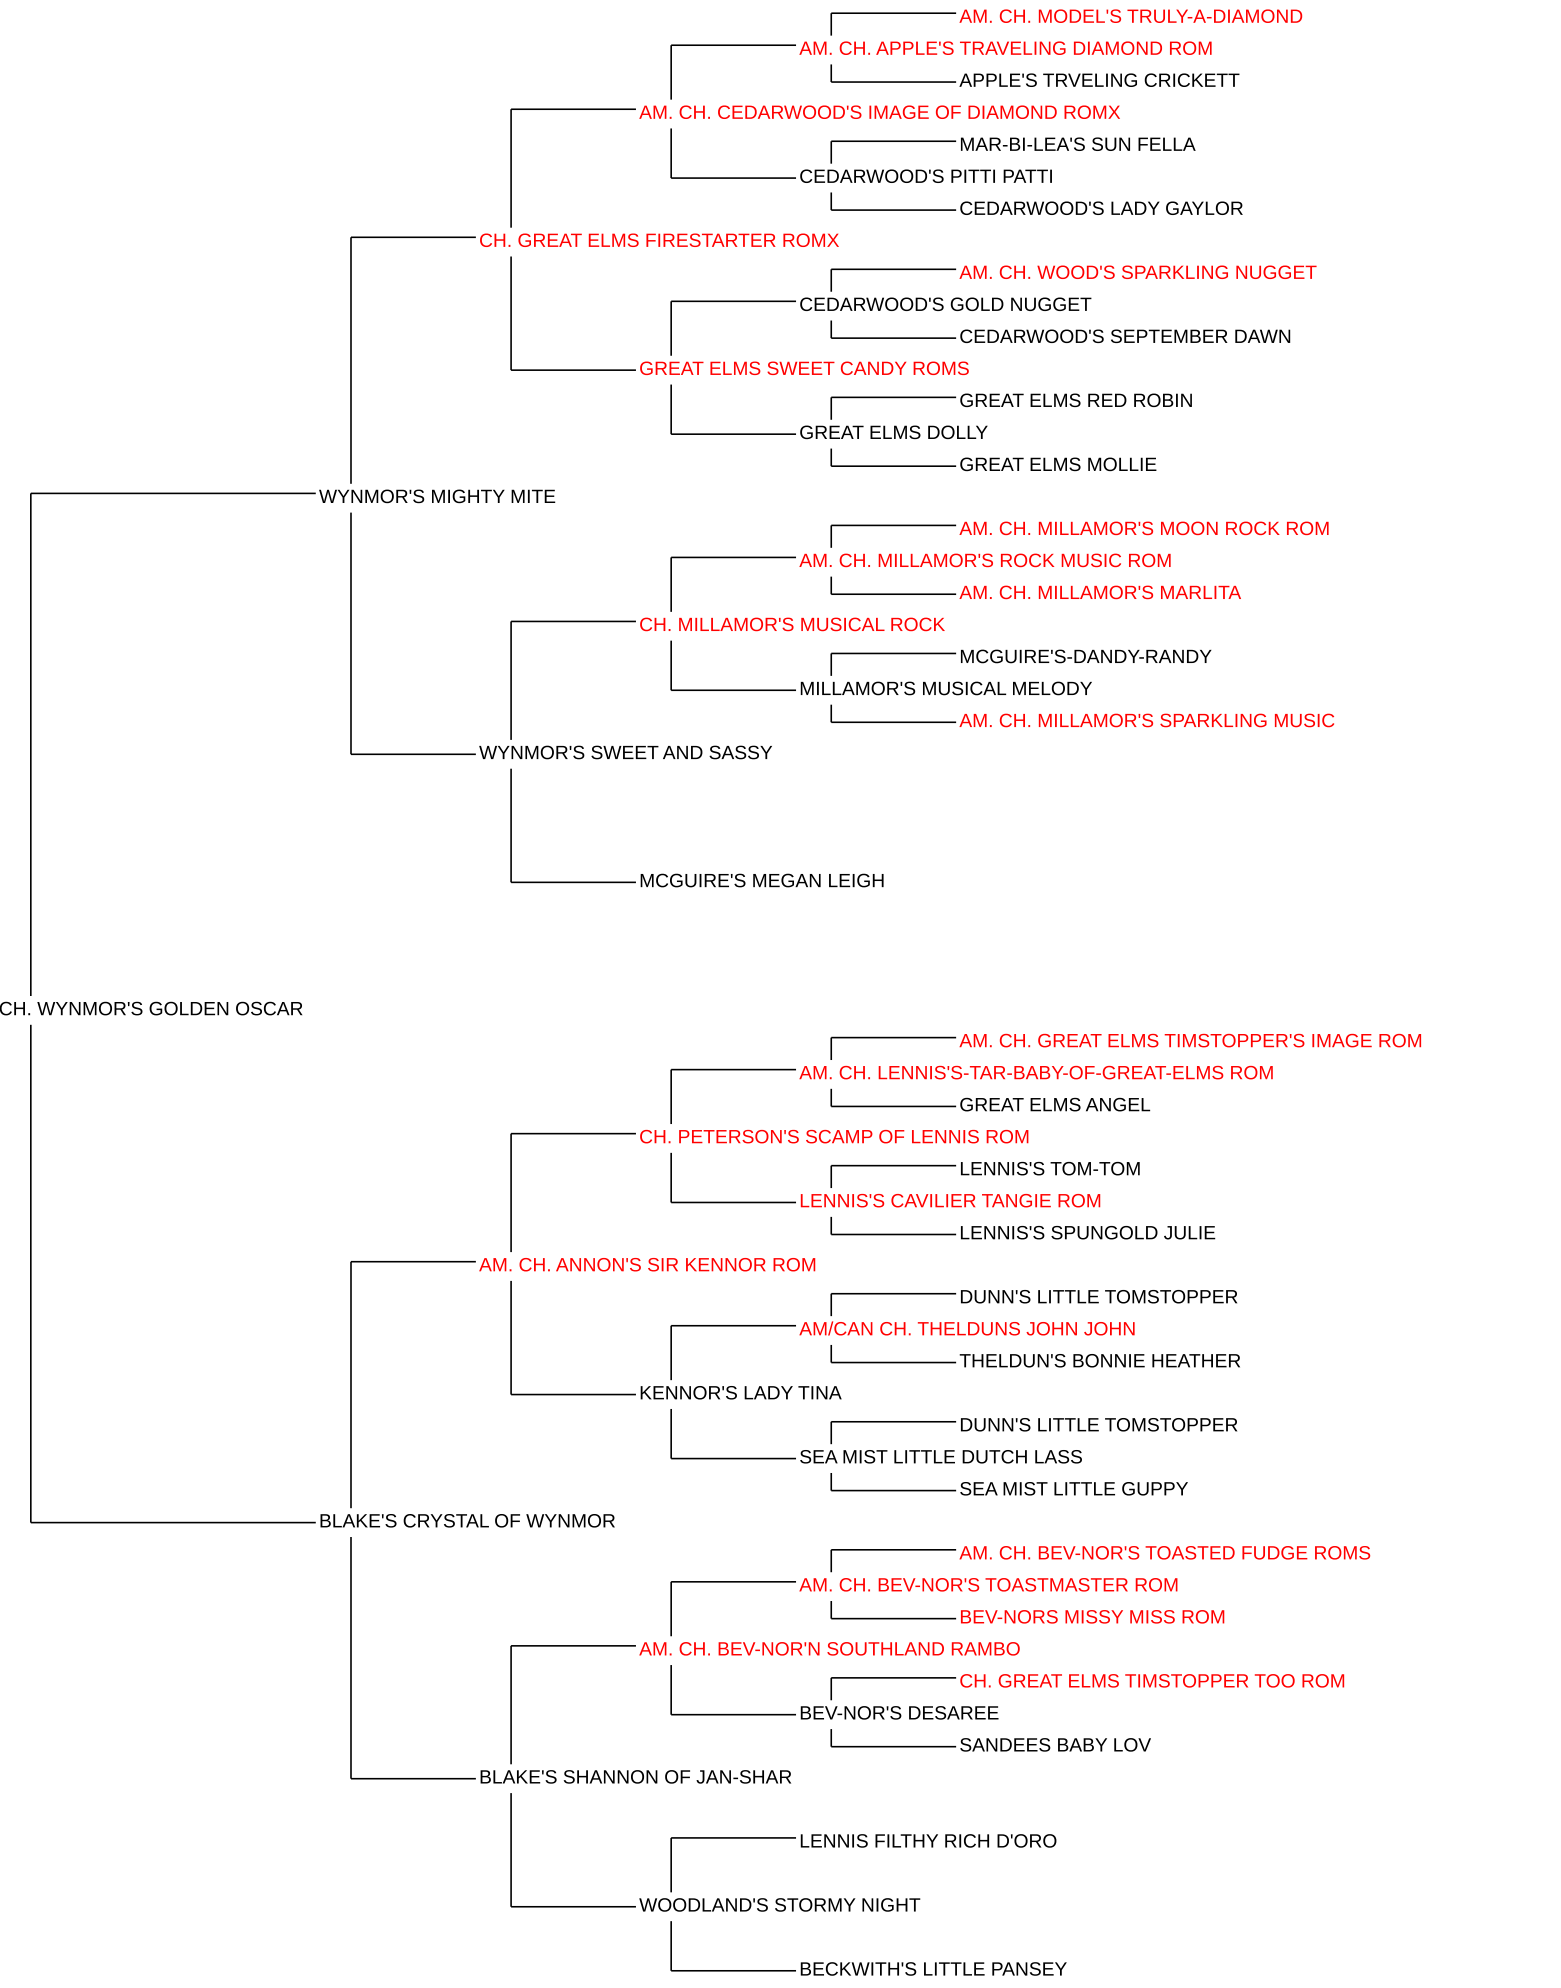 AM. CH. MODEL'S TRULY-A-DIAMOND
AM. CH. APPLE'S TRAVELING DIAMOND ROM
APPLE'S TRVELING CRICKETT
AM. CH. CEDARWOOD'S IMAGE OF DIAMOND ROMX
MAR-BI-LEA'S SUN FELLA
CEDARWOOD'S PITTI PATTI
CEDARWOOD'S LADY GAYLOR
CH. GREAT ELMS FIRESTARTER ROMX
AM. CH. WOOD'S SPARKLING NUGGET
CEDARWOOD'S GOLD NUGGET
CEDARWOOD'S SEPTEMBER DAWN
GREAT ELMS SWEET CANDY ROMS
GREAT ELMS RED ROBIN
GREAT ELMS DOLLY
GREAT ELMS MOLLIE
WYNMOR'S MIGHTY MITE
AM. CH. MILLAMOR'S MOON ROCK ROM
AM. CH. MILLAMOR'S ROCK MUSIC ROM
AM. CH. MILLAMOR'S MARLITA
CH. MILLAMOR'S MUSICAL ROCK
MCGUIRE'S-DANDY-RANDY
MILLAMOR'S MUSICAL MELODY
AM. CH. MILLAMOR'S SPARKLING MUSIC
WYNMOR'S SWEET AND SASSY
MCGUIRE'S MEGAN LEIGH
CH. WYNMOR'S GOLDEN OSCAR
AM. CH. GREAT ELMS TIMSTOPPER'S IMAGE ROM
AM. CH. LENNIS'S-TAR-BABY-OF-GREAT-ELMS ROM
GREAT ELMS ANGEL
CH. PETERSON'S SCAMP OF LENNIS ROM
LENNIS'S TOM-TOM
LENNIS'S CAVILIER TANGIE ROM
LENNIS'S SPUNGOLD JULIE
AM. CH. ANNON'S SIR KENNOR ROM
DUNN'S LITTLE TOMSTOPPER
AM/CAN CH. THELDUNS JOHN JOHN
THELDUN'S BONNIE HEATHER
KENNOR'S LADY TINA
DUNN'S LITTLE TOMSTOPPER
SEA MIST LITTLE DUTCH LASS
SEA MIST LITTLE GUPPY
BLAKE'S CRYSTAL OF WYNMOR
AM. CH. BEV-NOR'S TOASTED FUDGE ROMS
AM. CH. BEV-NOR'S TOASTMASTER ROM
BEV-NORS MISSY MISS ROM
AM. CH. BEV-NOR'N SOUTHLAND RAMBO
CH. GREAT ELMS TIMSTOPPER TOO ROM
BEV-NOR'S DESAREE
SANDEES BABY LOV
BLAKE'S SHANNON OF JAN-SHAR
LENNIS FILTHY RICH D'ORO
WOODLAND'S STORMY NIGHT
BECKWITH'S LITTLE PANSEY